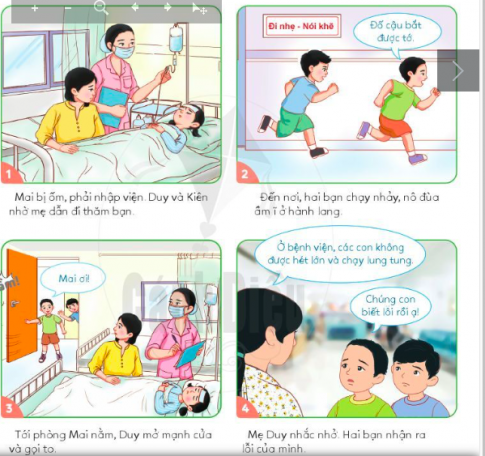 1
Mai bị ốm, phải nhập viện. Duy và Kiên
nhờ mẹ dẫn đi thăm bạn.
Đi nhẹ - Nói khẽ
Đố cậu bắt
được tớ.
2
Đến nơi, hai bạn chạy nhảy, nô đùa
ầm ĩ ở hành lang.
Mai ơi!
3
Tới phòng Mai nằm, Duy mở mạnh cửa
và gọi to.
Ở bệnh viện, các con không
được hét lớn và chạy lung tung.
Chúng con
biết lỗi rồi ạ!
4
Mẹ Duy nhắc nhở. Hai bạn nhận ra
lỗi của mình.